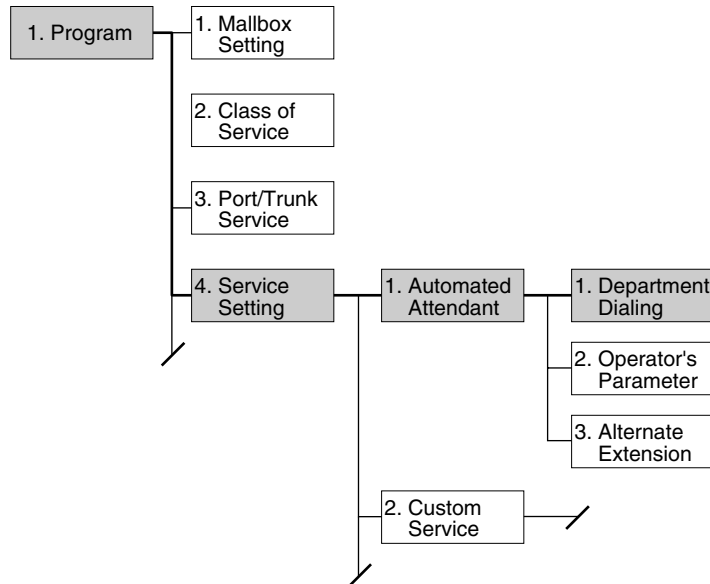 1. Program
1. Mallbox
Setting
2. Class of
Service
3. Port/Trunk
Service
4. Service
Setting
1. Automated
Attendant
1. Department
Dialing
2. Operator's
Parameter
3. Alternate
Extension
2. Custom
Service